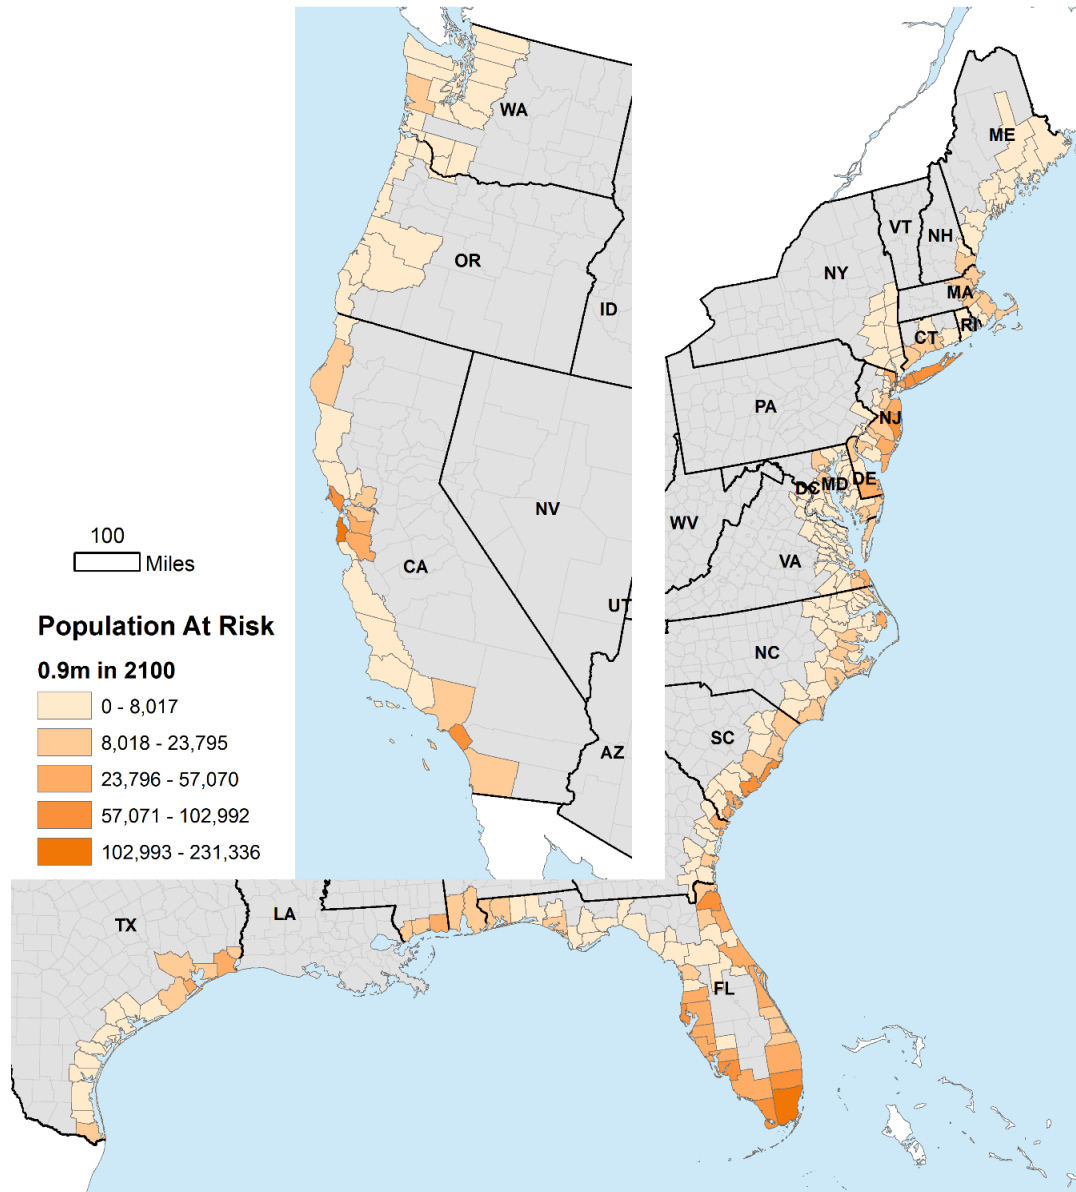 WA
ME
VT
NH
OR
NY
MA
ID
RI
CT
PA
NJ
DC
MD
DE
NV
WV
100
Miles
CA
VA
UT
Population At Risk
0.9m in 2100
0 - 8,017
8,018 - 23,795
23,796 - 57,070
57,071 - 102,992
102,993 - 231,336
NC
SC
AZ
TX
LA
FL